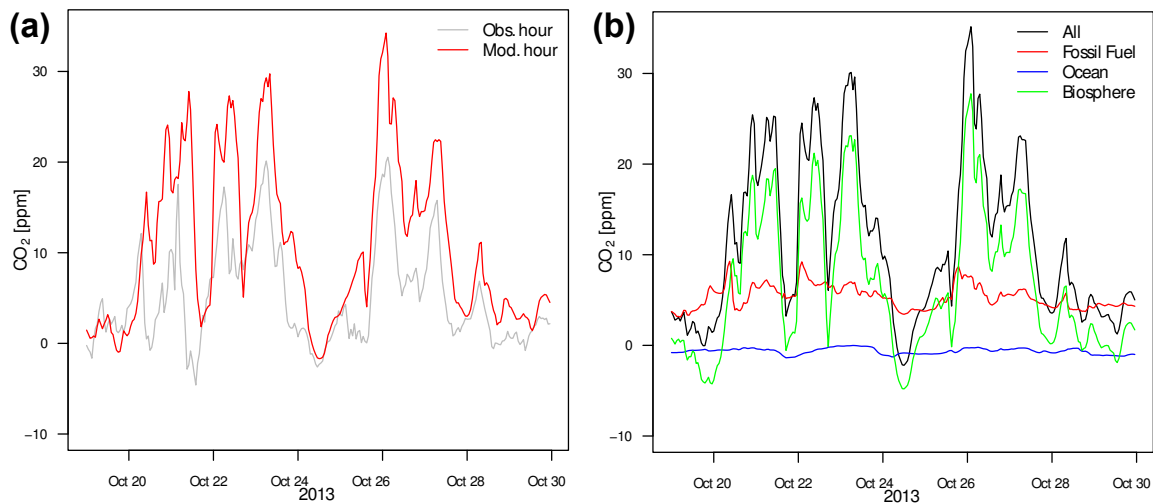 (a)
Obs. hour
Mod. hour
CO₂ [ppm]
30
20
10
0
−10
Oct 20
Oct 22
Oct 24
Oct 26
Oct 28
Oct 30
2013
(b)
All
Fossil Fuel
Ocean
Biosphere
CO₂ [ppm]
30
20
10
0
−10
Oct 20
Oct 22
Oct 24
Oct 26
Oct 28
Oct 30
2013